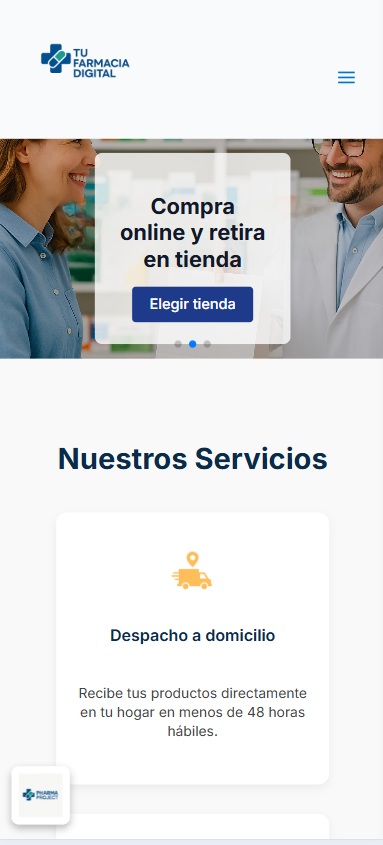 TU
FARMACIA
DIGITAL
Compra
online y retira
en tienda
Elegir tienda
Nuestros Servicios
Despacho a domicilio
Recibe tus productos directamente
en tu hogar en menos de 48 horas
hábiles.
PHARMA
PROJECT